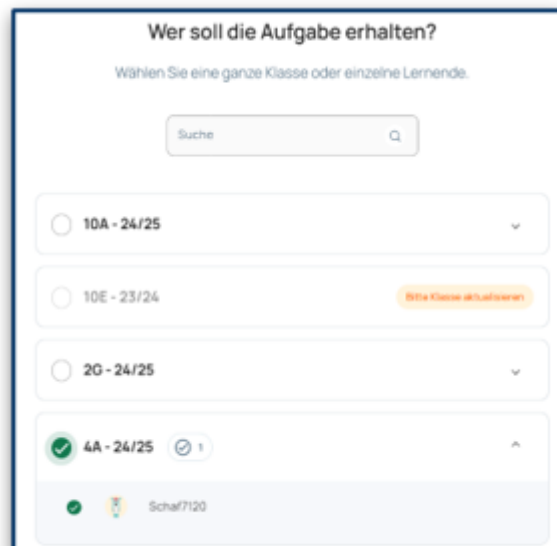 Wer soll die Aufgabe erhalten?
Wählen Sie eine ganze Klasse oder einzelne Lernende.
Suche
10A - 24/25
10E - 23/24 Bitte Klasse aktualisieren
2G - 24/25
4A - 24/25 1
Schaf7120